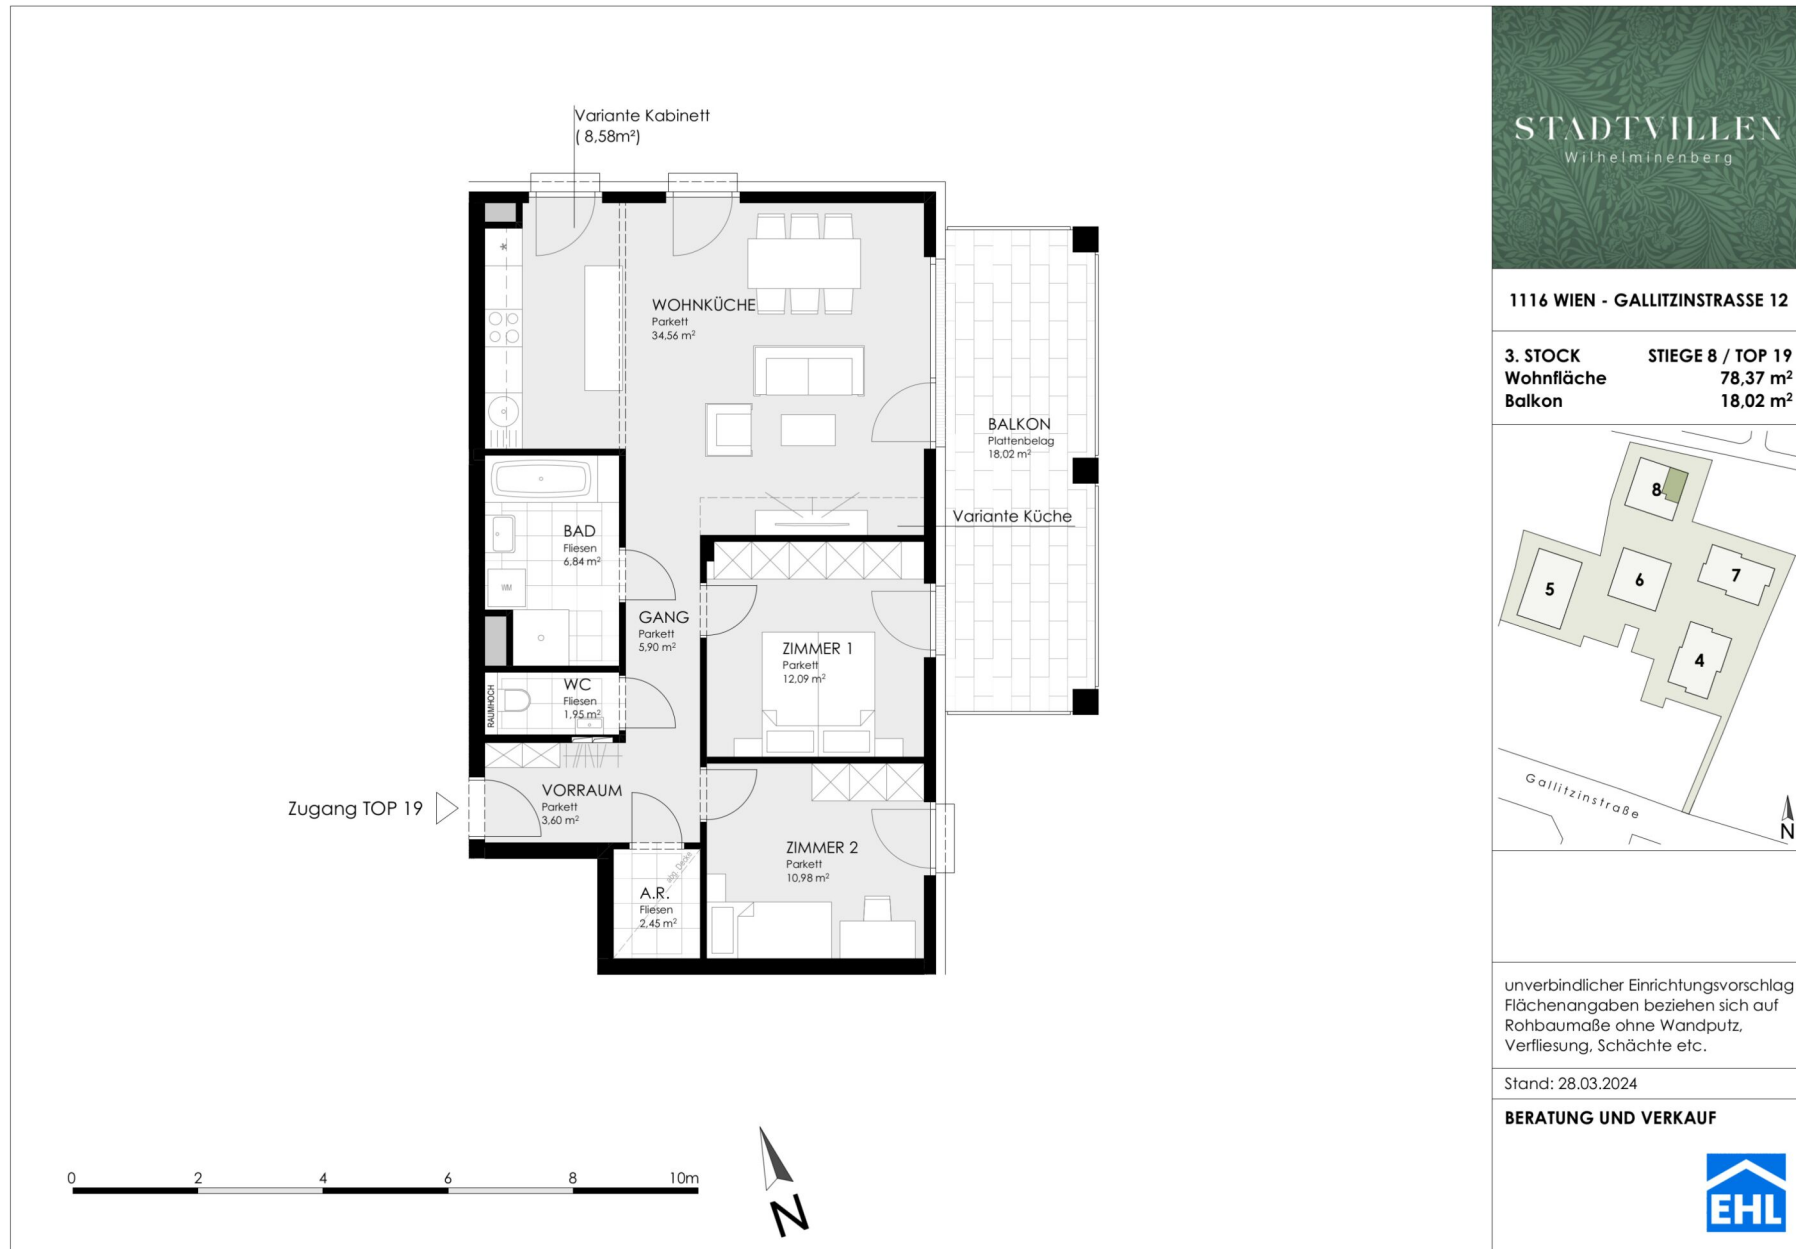 Variante Kabinett
( 8,58m²)
WOHNKÜCHE
Parkett
34,56 m²
BALKON
Plattenbelag
18,02 m²
Variante Küche
BAD
Fliesen
6,84 m²
WM
GANG
Parkett
5,90 m²
ZIMMER 1
Parkett
12,09 m²
WC
Fliesen
1,95 m²
RAUMHOCH
VORRAUM
Parkett
3,60 m²
Zugang TOP 19
ZIMMER 2
Parkett
10,98 m²
A.R.
Fliesen
2,45 m²
abg. Decke
0 2 4 6 8 10m
N
STADTVILLEN
Wilhelminenberg
1116 WIEN - GALLITZINSTRASSE 12
3. STOCK STIEGE 8 / TOP 19
Wohnfläche 78,37 m²
Balkon 18,02 m²
8
5
6
7
4
Gallitzinstraße
N
unverbindlicher Einrichtungsvorschlag
Flächenangaben beziehen sich auf
Rohbaumaße ohne Wandputz,
Verfliesung, Schächte etc.
Stand: 28.03.2024
BERATUNG UND VERKAUF
EHL